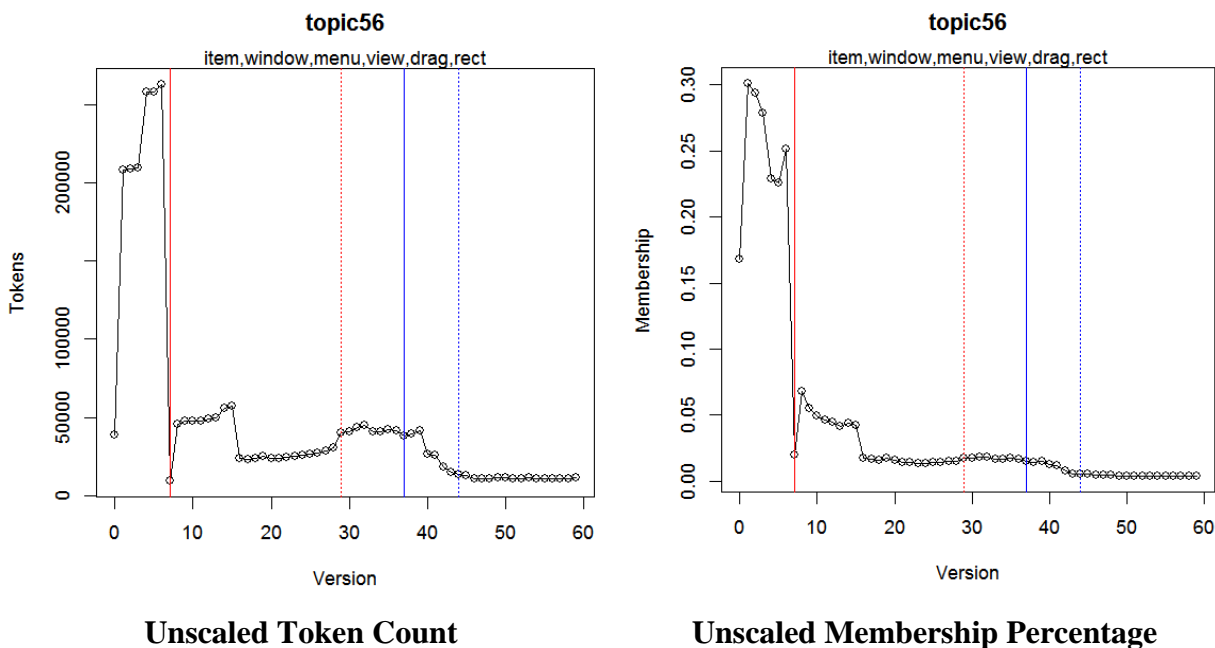 topic56
item,window,menu,view,drag,rect
Tokens
0
50000
100000
200000
0 10 20 30 40 50 60
Version
Unscaled Token Count
topic56
item,window,menu,view,drag,rect
Membership
0.00
0.05
0.10
0.15
0.20
0.25
0.30
0 10 20 30 40 50 60
Version
Unscaled Membership Percentage